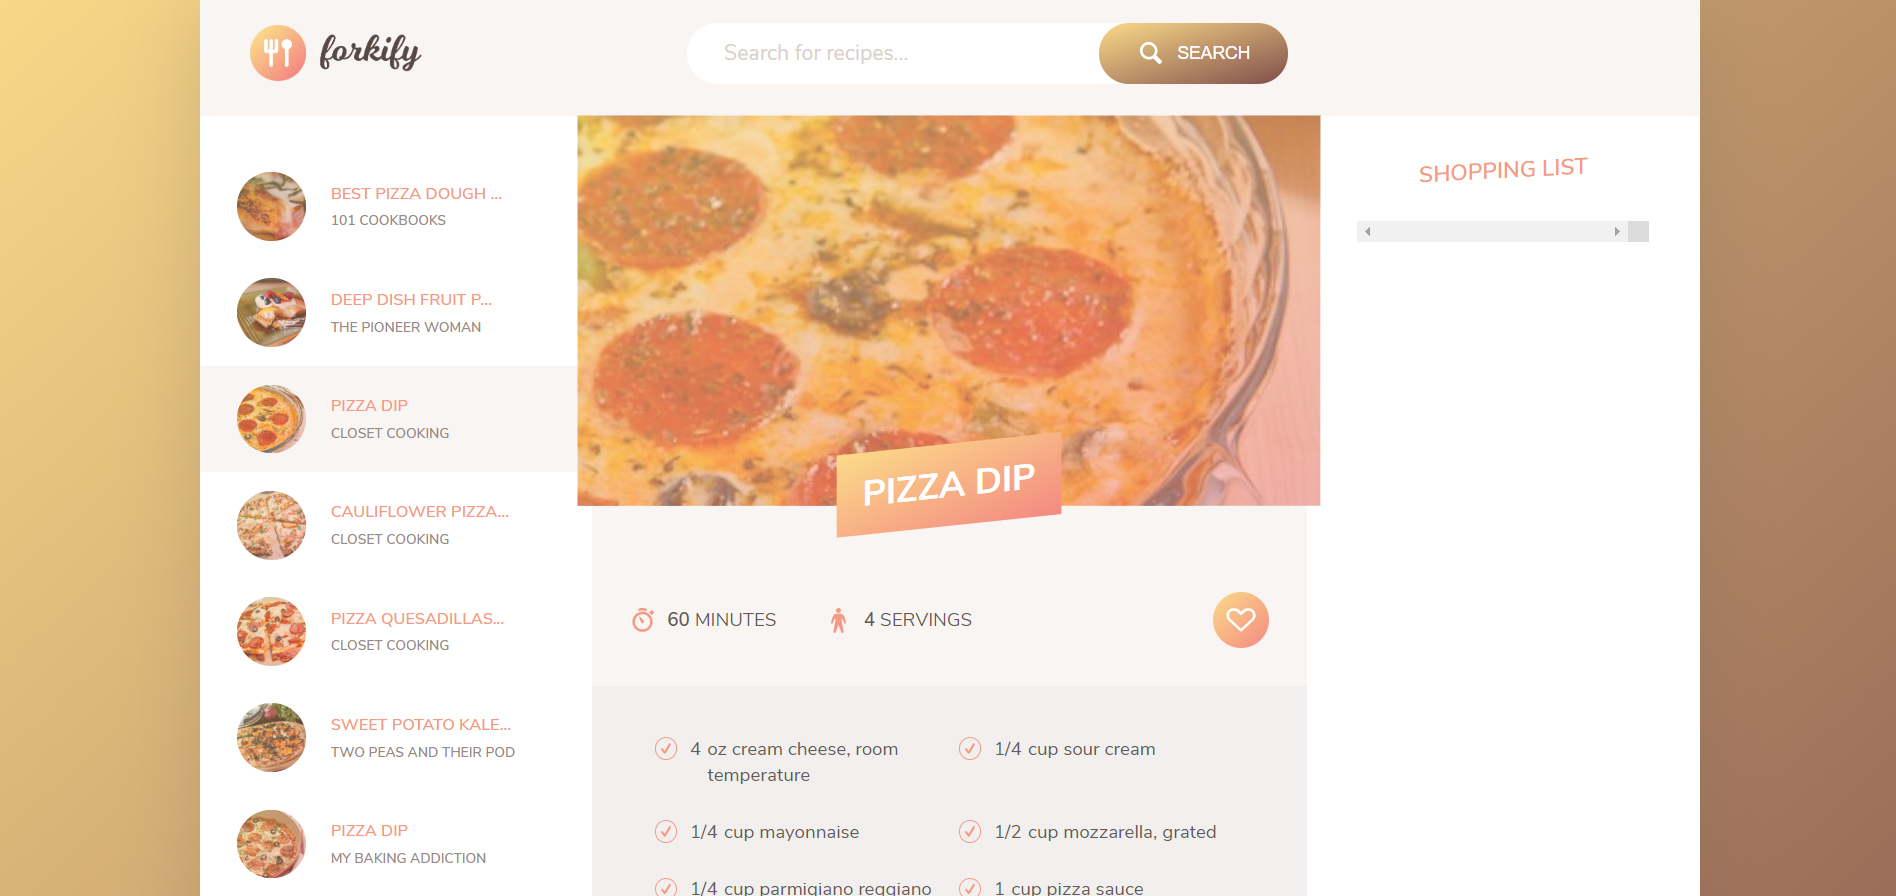 forkify
Search for recipes...
SEARCH
BEST PIZZA DOUGH ...
101 COOKBOOKS
DEEP DISH FRUIT P...
THE PIONEER WOMAN
PIZZA DIP
CLOSET COOKING
CAULIFLOWER PIZZA...
CLOSET COOKING
PIZZA QUESADILLAS...
CLOSET COOKING
SWEET POTATO KALE...
TWO PEAS AND THEIR POD
PIZZA DIP
MY BAKING ADDICTION
PIZZA DIP
60 MINUTES
4 SERVINGS
4 oz cream cheese, room
temperature
1/4 cup sour cream
1/4 cup mayonnaise
1/2 cup mozzarella, grated
1/4 cup parmigiano reggiano
1 cup pizza sauce
SHOPPING LIST